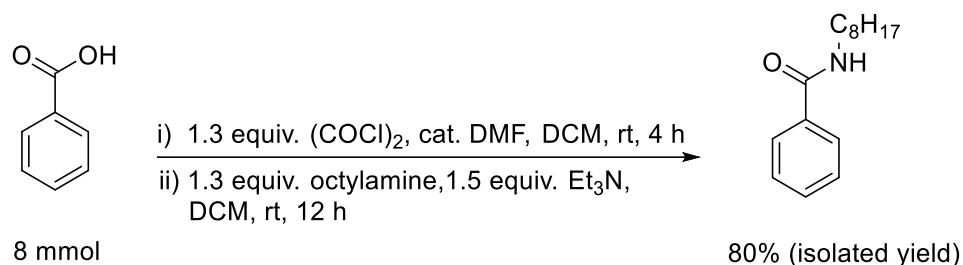 C₈H₁₇
O
OH
O
NH
i) 1.3 equiv. (COCl)₂, cat. DMF, DCM, rt, 4 h
ii) 1.3 equiv. octylamine,1.5 equiv. Et₃N,
DCM, rt, 12 h
8 mmol
80% (isolated yield)